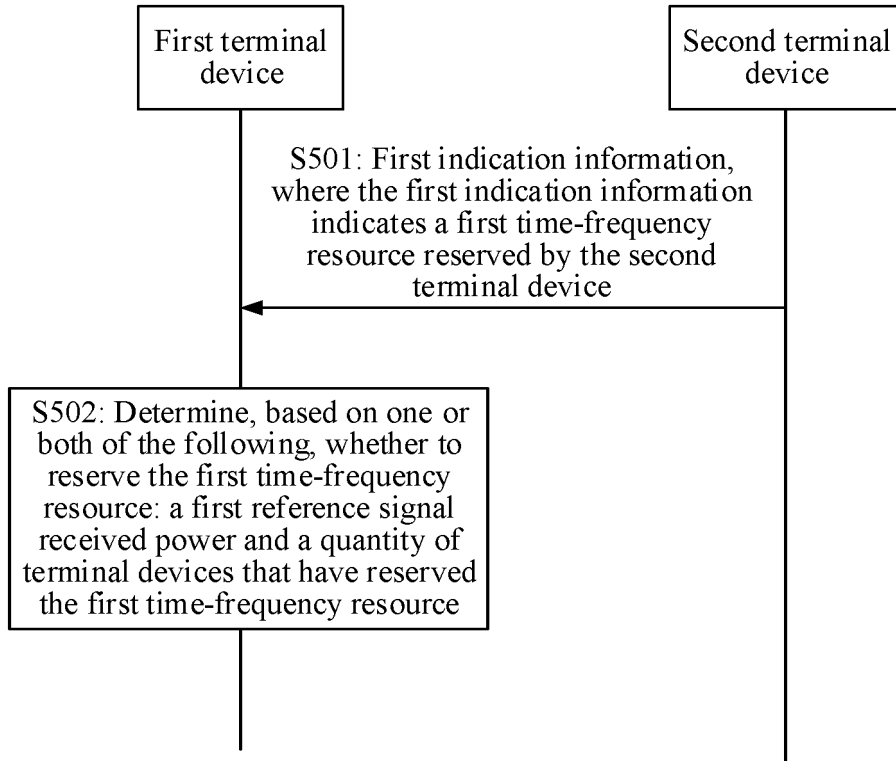 First terminal
device
Second terminal
device
S501: First indication information,
where the first indication information
indicates a first time-frequency
resource reserved by the second
terminal device
S502: Determine, based on one or
both of the following, whether to
reserve the first time-frequency
resource: a first reference signal
received power and a quantity of
terminal devices that have reserved
the first time-frequency resource